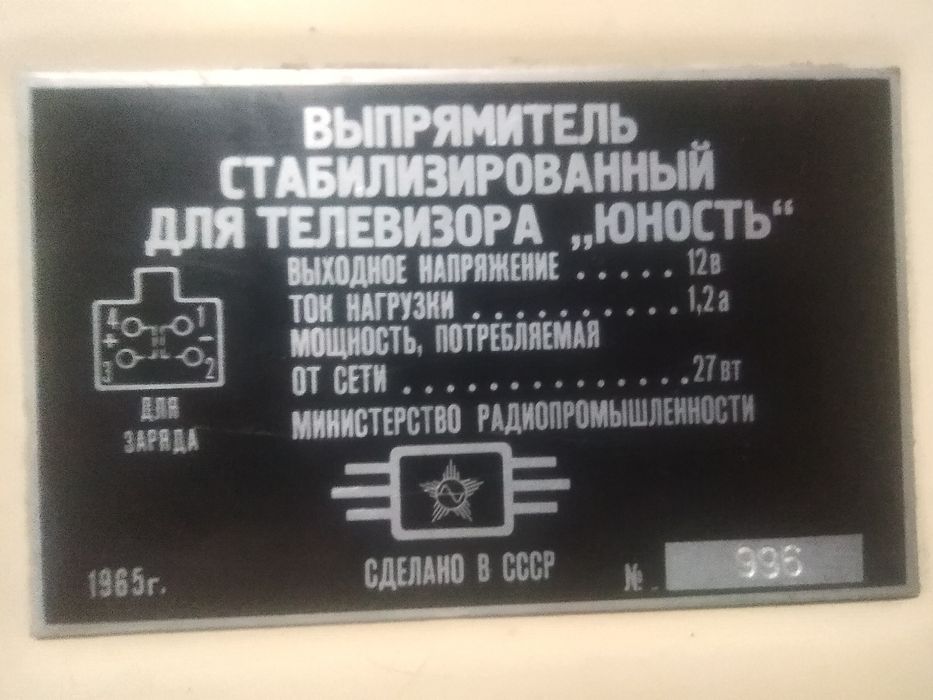 ВЫПРЯМИТЕЛЬ
СТАБИЛИЗИРОВАННЫЙ
ДЛЯ ТЕЛЕВИЗОРА „ЮНОСТЬ“
ВЫХОДНОЕ НАПРЯЖЕНИЕ ..... 12в
ТОК НАГРУЗКИ ........... 1,2а
МОЩНОСТЬ, ПОТРЕБЛЯЕМАЯ
ОТ СЕТИ ............... 27вт
МИНИСТЕРСТВО РАДИОПРОМЫШЛЕННОСТИ
4 1
+ −
3 2
ДЛЯ
ЗАРЯДА
СДЕЛАНО В СССР
1965г.
№ 996